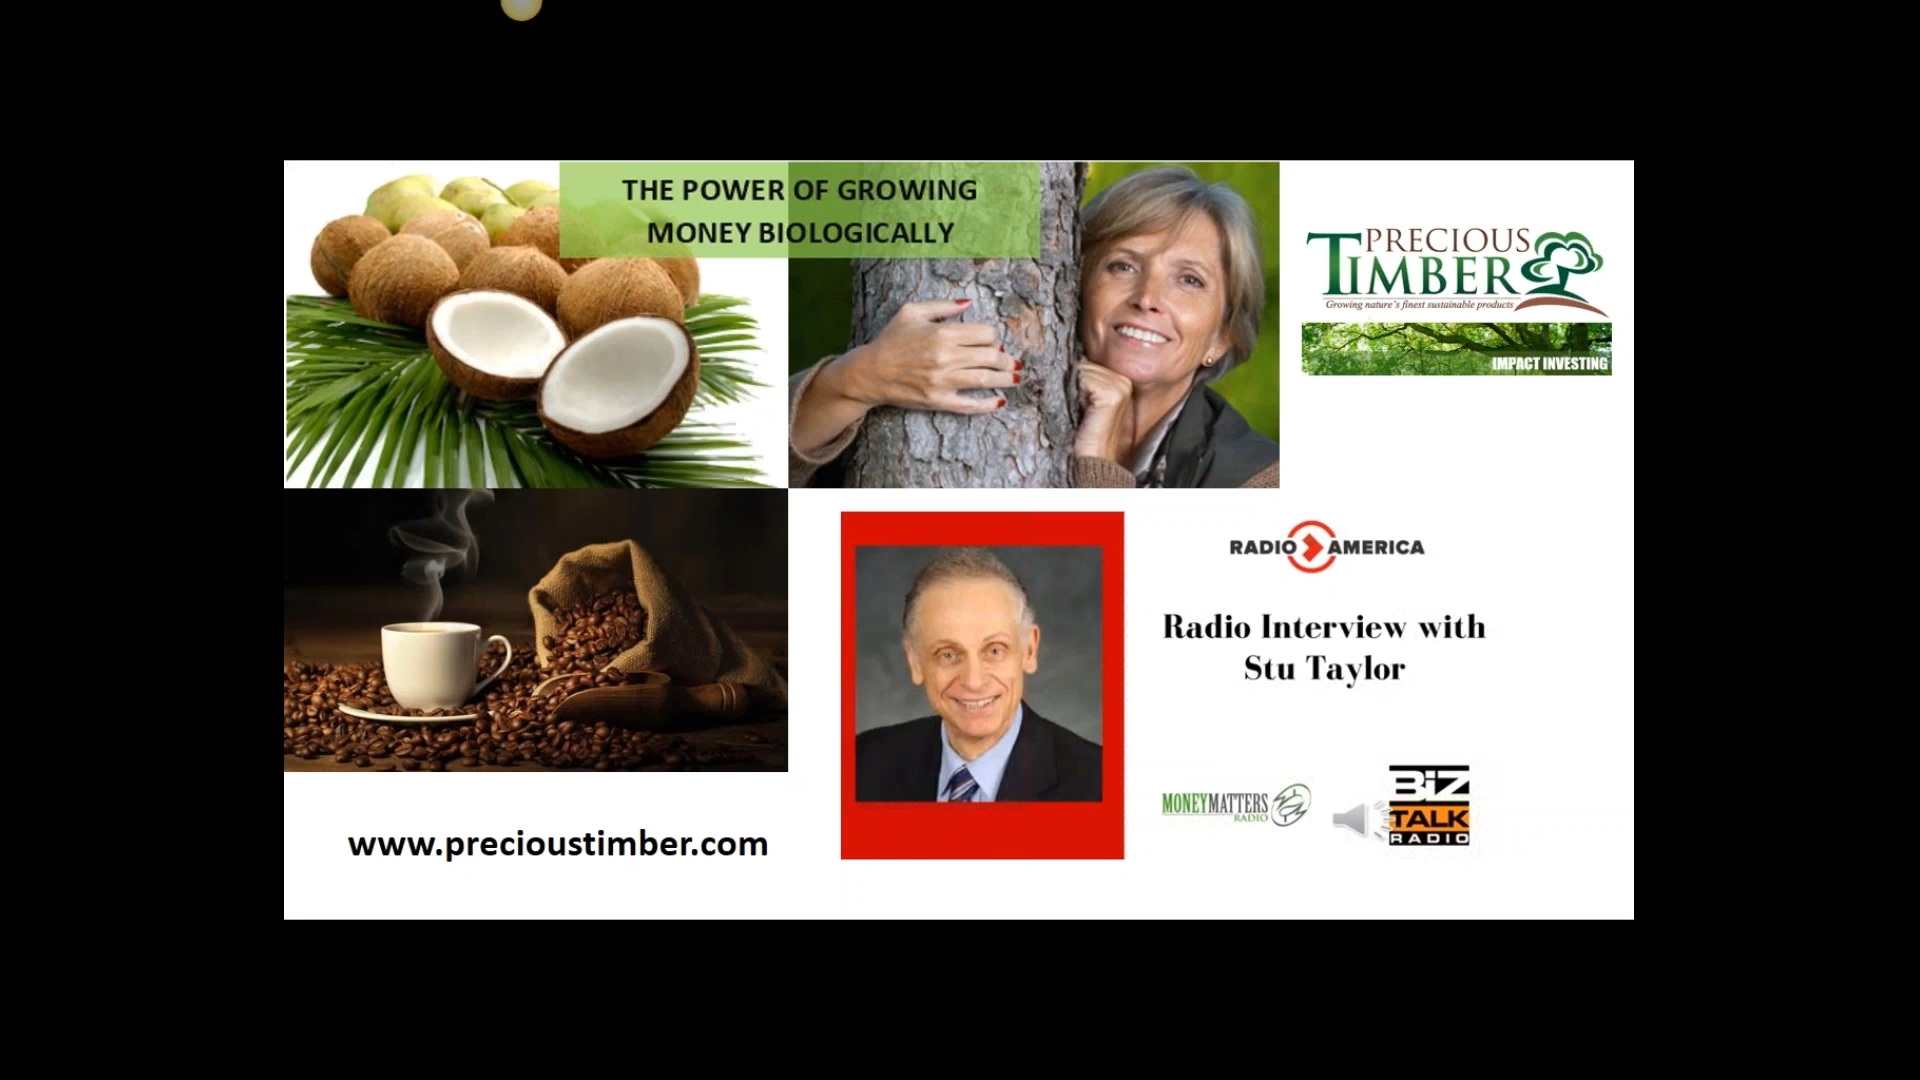 THE POWER OF GROWING
MONEY BIOLOGICALLY
PRECIOUS
TIMBER
Growing nature's finest sustainable products
IMPACT INVESTING
RADIO AMERICA
Radio Interview with
Stu Taylor
MONEYMATTERS
RADIO
BiZ
TALK
RADIO
www.precioustimber.com